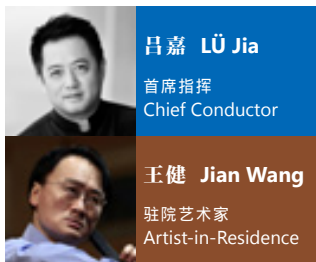 吕嘉 LÜ Jia
首席指挥
Chief Conductor
王健 Jian Wang
驻院艺术家
Artist-in-Residence